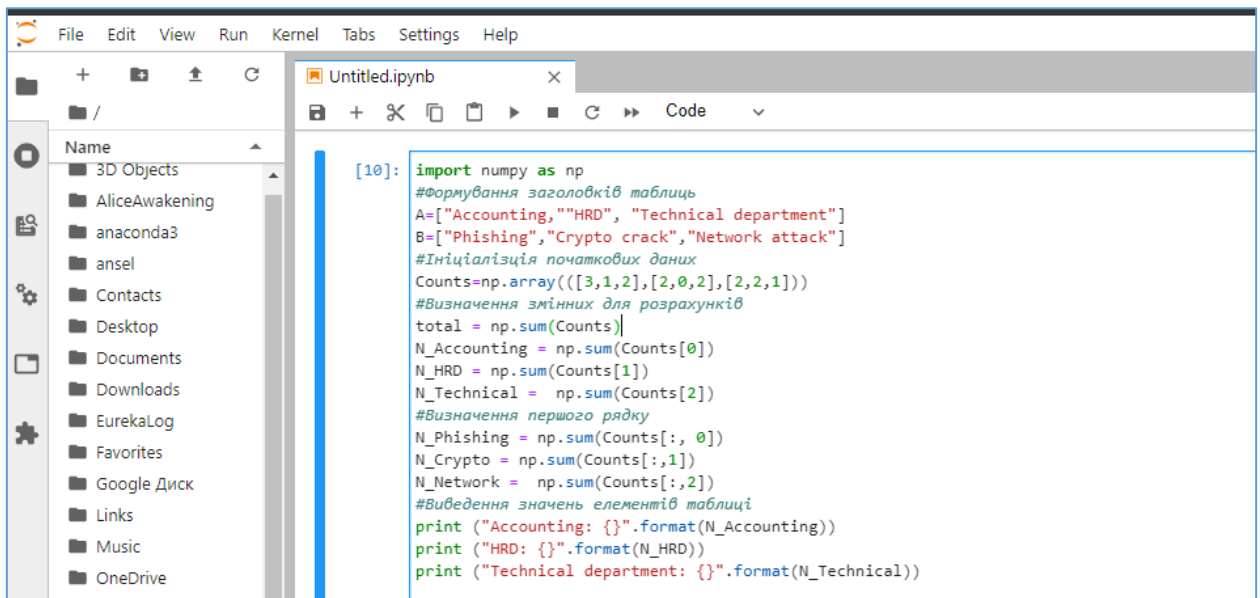 File Edit View Run Kernel Tabs Settings Help
Untitled.ipynb
/
Code
Name
3D Objects
AliceAwakening
anaconda3
ansel
Contacts
Desktop
Documents
Downloads
EurekaLog
Favorites
Google Диск
Links
Music
OneDrive
[10]:
import numpy as np
#Формування заголовків таблиць
A=["Accounting,""HRD", "Technical department"]
B=["Phishing","Crypto crack","Network attack"]
#Ініціалізція початкових даних
Counts=np.array(([3,1,2],[2,0,2],[2,2,1]))
#Визначення змінних для розрахунків
total = np.sum(Counts)
N_Accounting = np.sum(Counts[0])
N_HRD = np.sum(Counts[1])
N_Technical =  np.sum(Counts[2])
#Визначення першого рядку
N_Phishing = np.sum(Counts[:, 0])
N_Crypto = np.sum(Counts[:,1])
N_Network =  np.sum(Counts[:,2])
#Виведення значень елементів таблиці
print ("Accounting: {}".format(N_Accounting))
print ("HRD: {}".format(N_HRD))
print ("Technical department: {}".format(N_Technical))